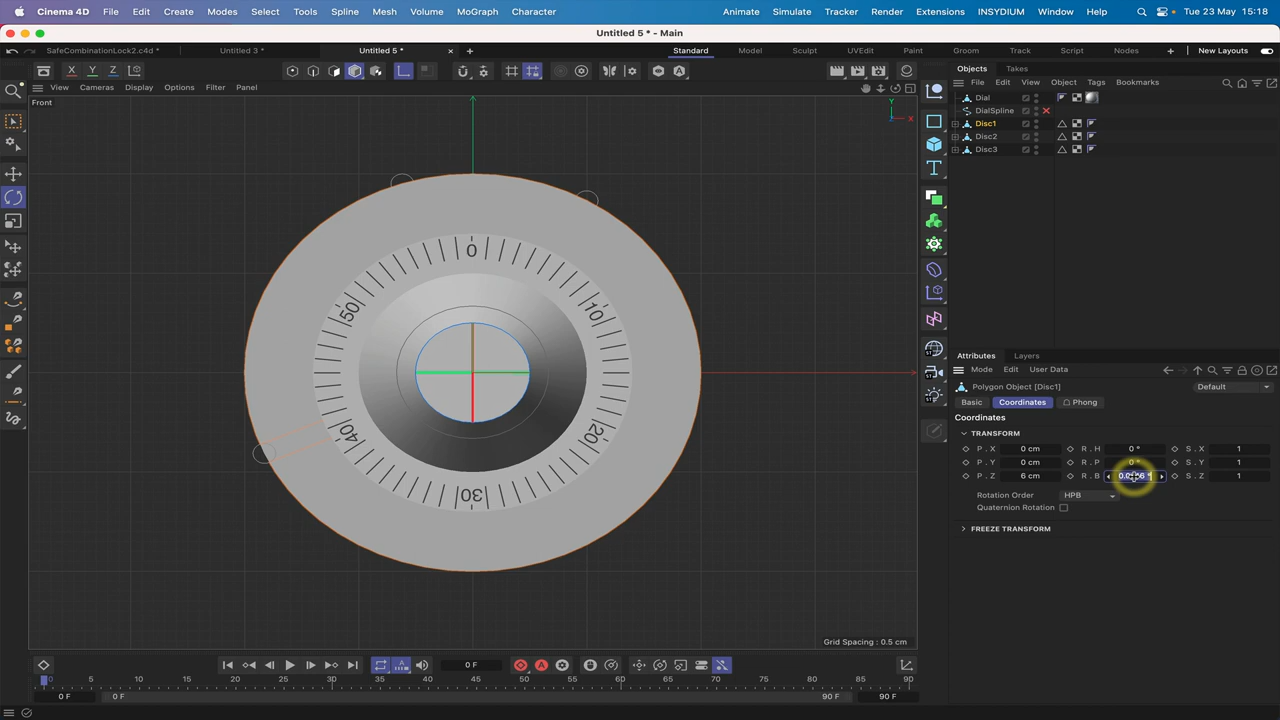 Cinema 4D File Edit Create Modes Select Tools Spline Mesh Volume MoGraph Character Animate Simulate Tracker Render Extensions INSYDIUM Window Help Tue 23 May 15:18
Untitled 5 * - Main
SafeCombinationLock2.c4d * Untitled 3 * Untitled 5 * Standard Model Sculpt UVEdit Paint Groom Track Script Nodes New Layouts
X Y Z
Objects Takes
File Edit View Object Tags Bookmarks
View Cameras Display Options Filter Panel
Front
Y
X
Dial
DialSpline
Disc1
Disc2
Disc3
0
10
20
30
40
50
Attributes Layers
Mode Edit User Data
Polygon Object [Disc1] Default
Basic Coordinates Phong
Coordinates
TRANSFORM
P . X 0 cm R . H 0 ° S . X 1
P . Y 0 cm R . P 0 ° S . Y 1
P . Z 6 cm R . B S . Z 1
Rotation Order HPB
Quaternion Rotation
FREEZE TRANSFORM
ST
ST
ST
Grid Spacing : 0.5 cm
0 F
0 5 10 15 20 25 30 35 40 45 50 55 60 65 70 75 80 85 90
0 F 0 F 90 F 90 F